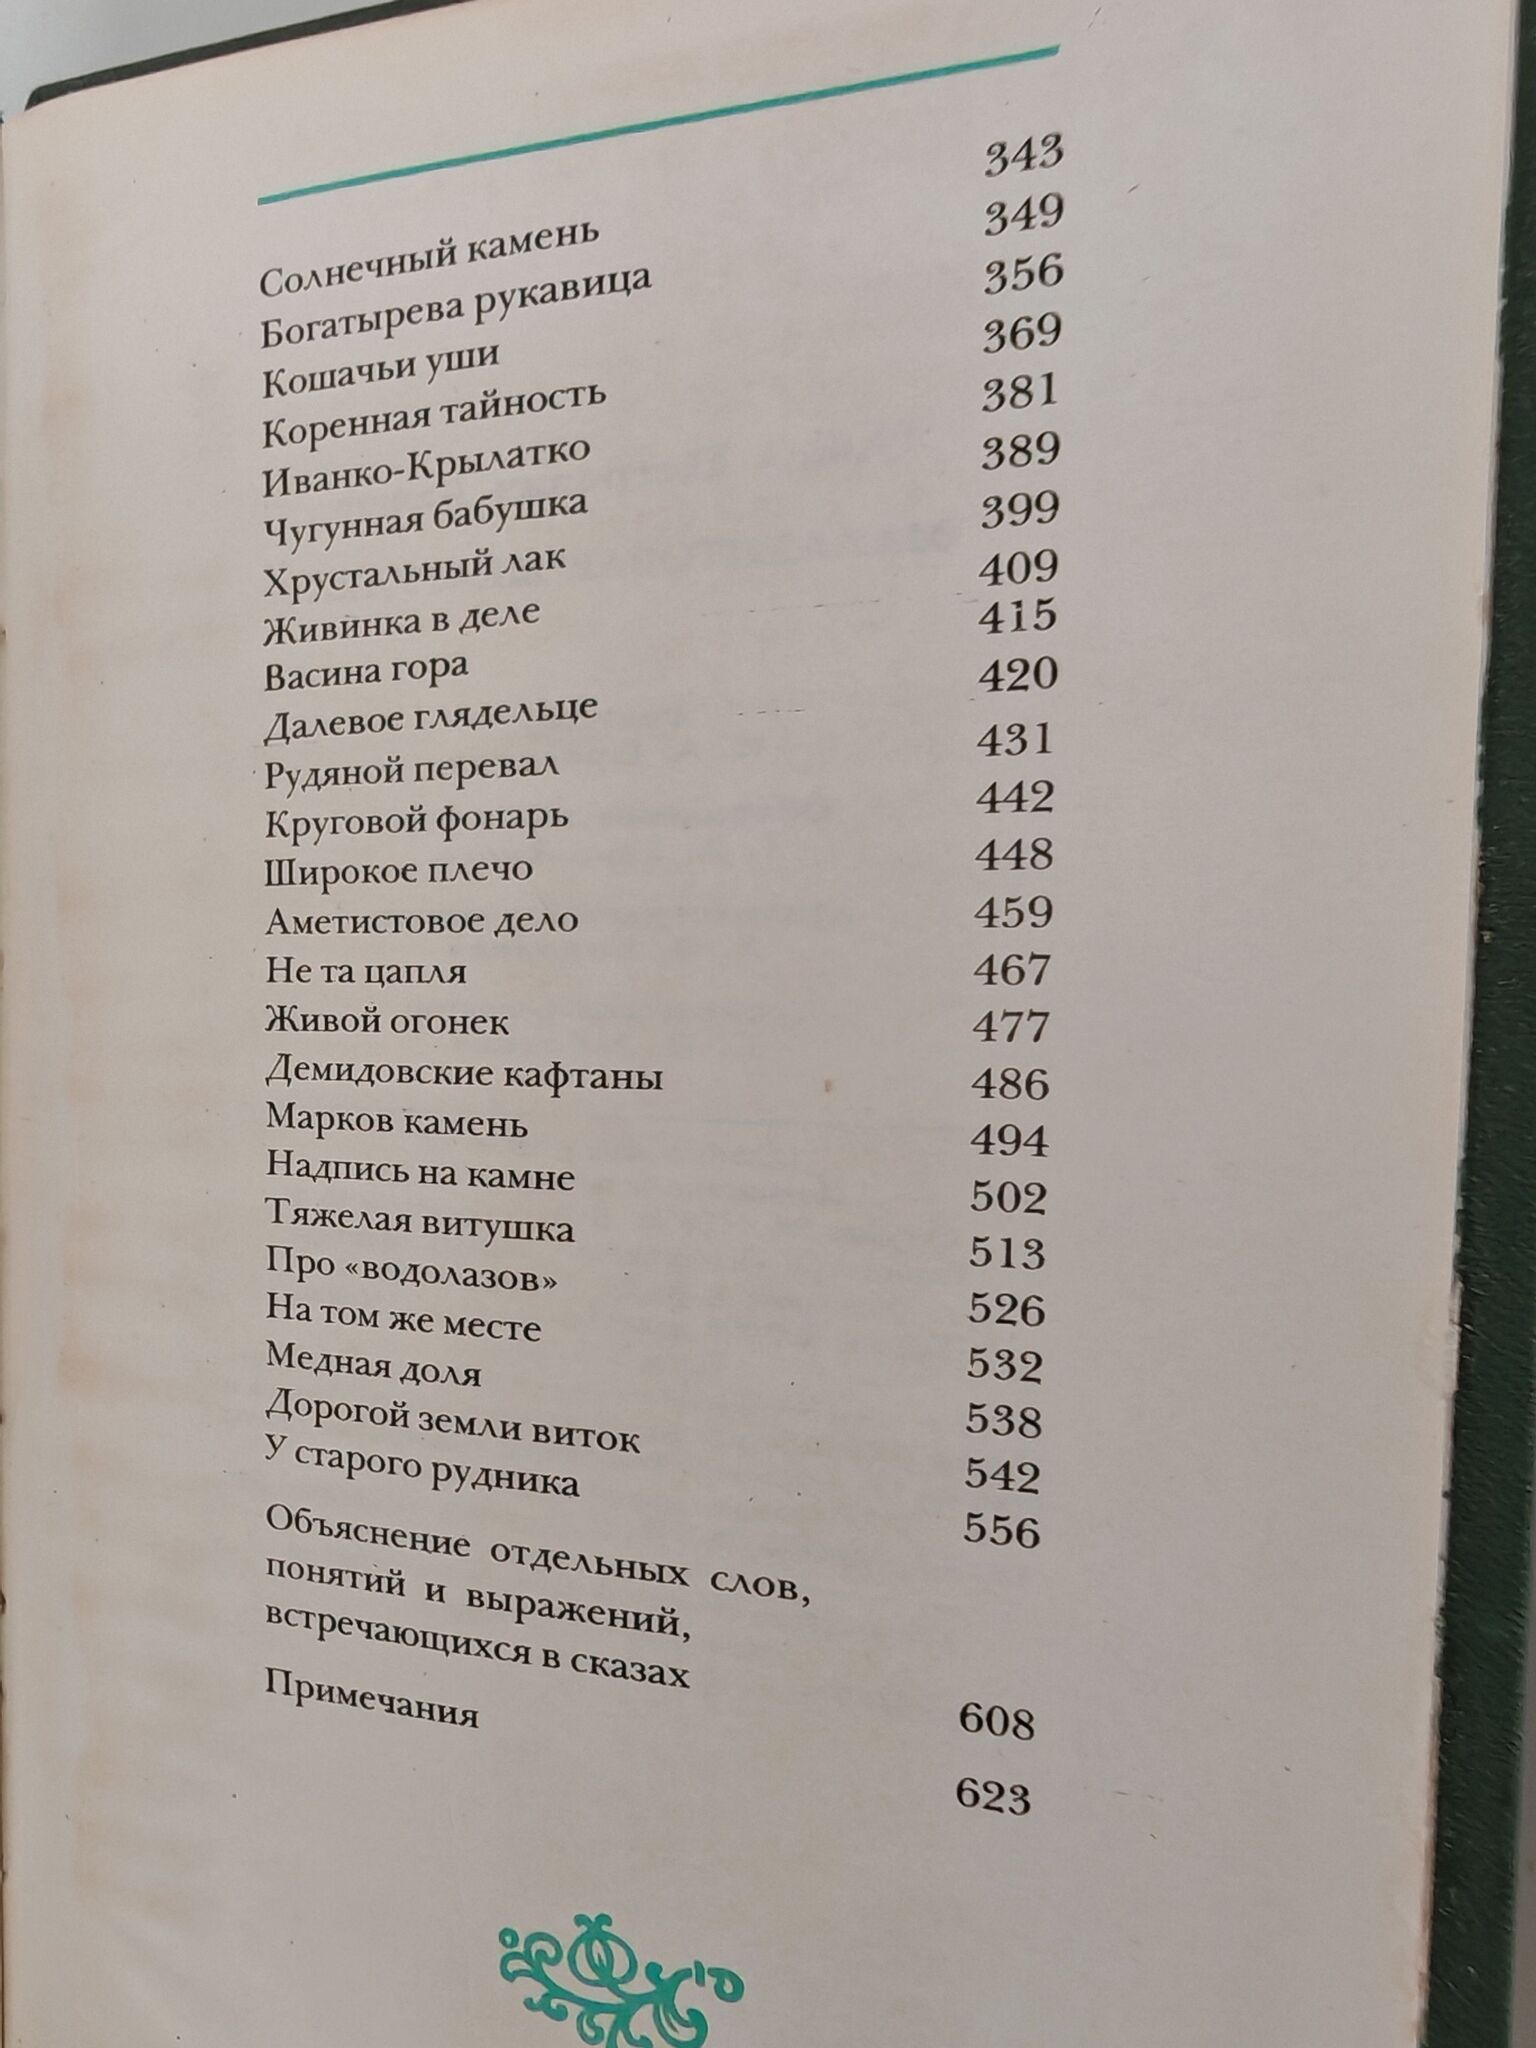 Солнечный камень 343
Богатырева рукавица 349
Кошачьи уши 356
Коренная тайность 369
Иванко-Крылатко 381
Чугунная бабушка 389
Хрустальный лак 399
Живинка в деле 409
Васина гора 415
Далевое глядельце 420
Рудяной перевал 431
Круговой фонарь 442
Широкое плечо 448
Аметистовое дело 459
Не та цапля 467
Живой огонек 477
Демидовские кафтаны 486
Марков камень 494
Надпись на камне 502
Тяжелая витушка 513
Про «водолазов» 526
На том же месте 532
Медная доля 538
Дорогой земли виток 542
У старого рудника 556
Объяснение отдельных слов,
понятий и выражений,
встречающихся в сказах 608
Примечания 623